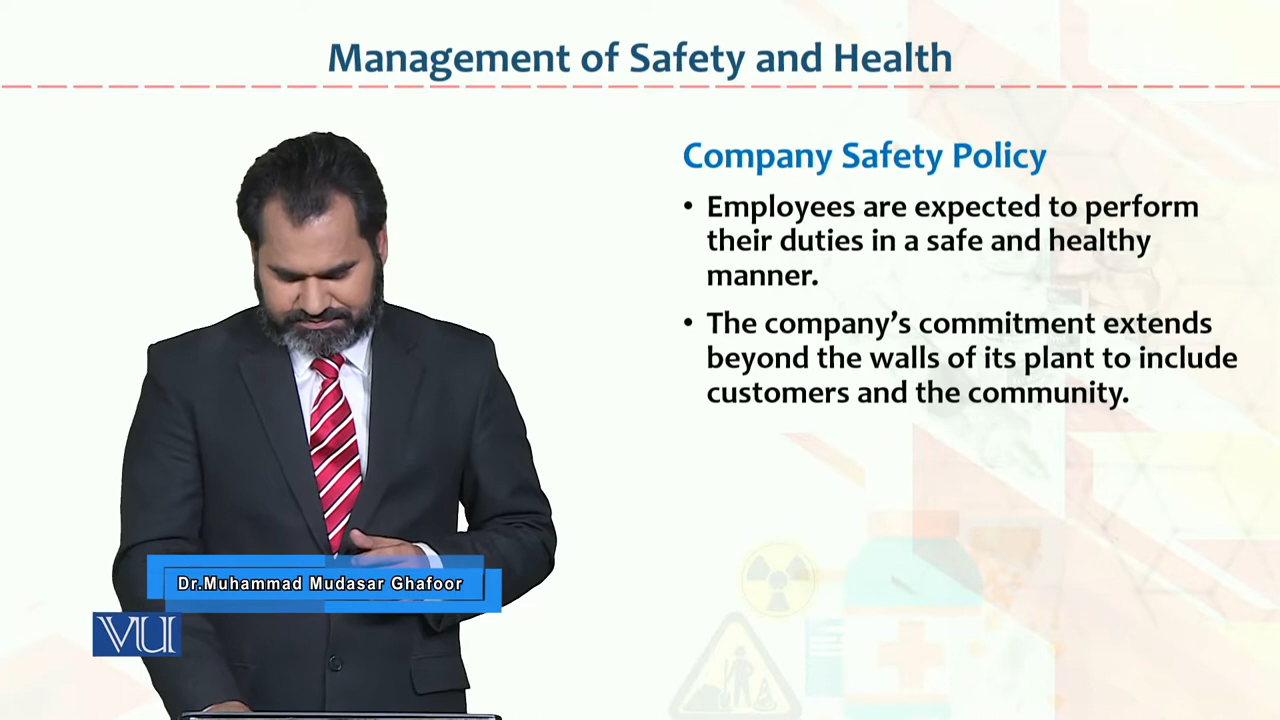 Management of Safety and Health
Company Safety Policy
• Employees are expected to perform
their duties in a safe and healthy
manner.
• The company’s commitment extends
beyond the walls of its plant to include
customers and the community.
Dr.Muhammad Mudasar Ghafoor
VU